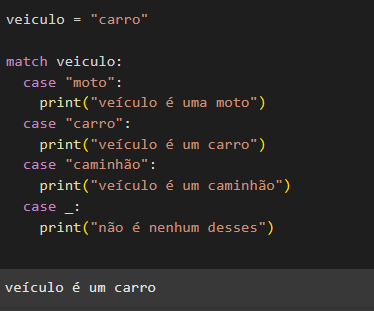 veiculo = "carro"
match veiculo:
case "moto":
print("veículo é uma moto")
case "carro":
print("veículo é um carro")
case "caminhão":
print("veículo é um caminhão")
case _:
print("não é nenhum desses")
veículo é um carro